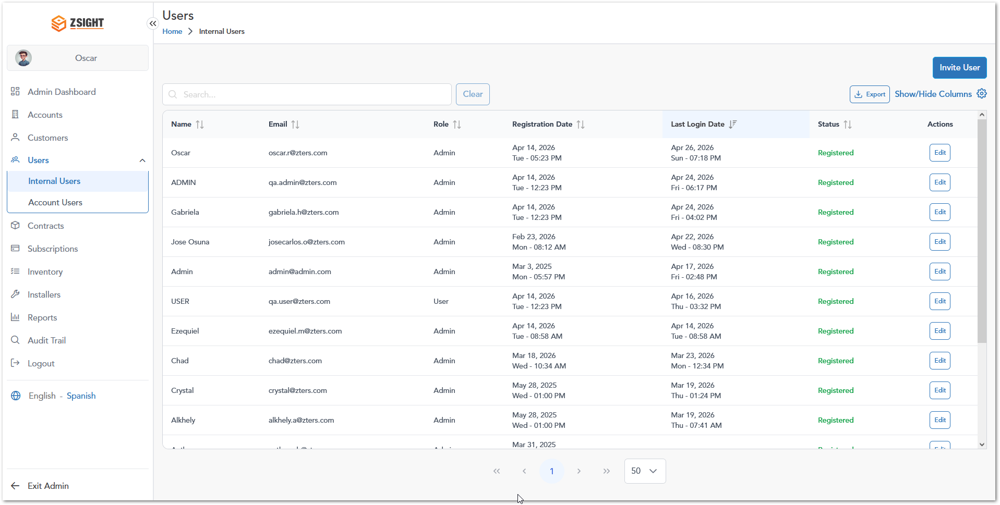 ZSIGHT
Oscar
Admin Dashboard
Accounts
Customers
Users
Internal Users
Account Users
Contracts
Subscriptions
Inventory
Installers
Reports
Audit Trail
Logout
English - Spanish
Exit Admin
Users
Home > Internal Users
Invite User
Search...
Clear
Export
Show/Hide Columns
Name Email Role Registration Date Last Login Date Status Actions
Oscar oscar.r@zters.com Admin Apr 14, 2026 Tue - 05:23 PM Apr 26, 2026 Sun - 07:18 PM Registered Edit
ADMIN qa.admin@zters.com Admin Apr 14, 2026 Tue - 12:23 PM Apr 24, 2026 Fri - 06:17 PM Registered Edit
Gabriela gabriela.h@zters.com Admin Apr 14, 2026 Tue - 12:23 PM Apr 24, 2026 Fri - 04:02 PM Registered Edit
Jose Osuna josecarlos.o@zters.com Admin Feb 23, 2026 Mon - 08:12 AM Apr 22, 2026 Wed - 08:30 PM Registered Edit
Admin admin@admin.com Admin Mar 3, 2025 Mon - 05:57 PM Apr 17, 2026 Fri - 02:48 PM Registered Edit
USER qa.user@zters.com User Apr 14, 2026 Tue - 12:23 PM Apr 16, 2026 Thu - 03:32 PM Registered Edit
Ezequiel ezequiel.m@zters.com Admin Apr 14, 2026 Tue - 08:58 AM Apr 14, 2026 Tue - 08:58 AM Registered Edit
Chad chad@zters.com Admin Mar 18, 2026 Wed - 10:34 AM Mar 23, 2026 Mon - 12:34 PM Registered Edit
Crystal crystal@zters.com Admin May 28, 2025 Wed - 01:00 PM Mar 19, 2026 Thu - 01:24 PM Registered Edit
Alkhely alkhely.a@zters.com Admin May 28, 2025 Wed - 01:00 PM Mar 19, 2026 Thu - 07:41 AM Registered Edit
Mar 31, 2025
1
50